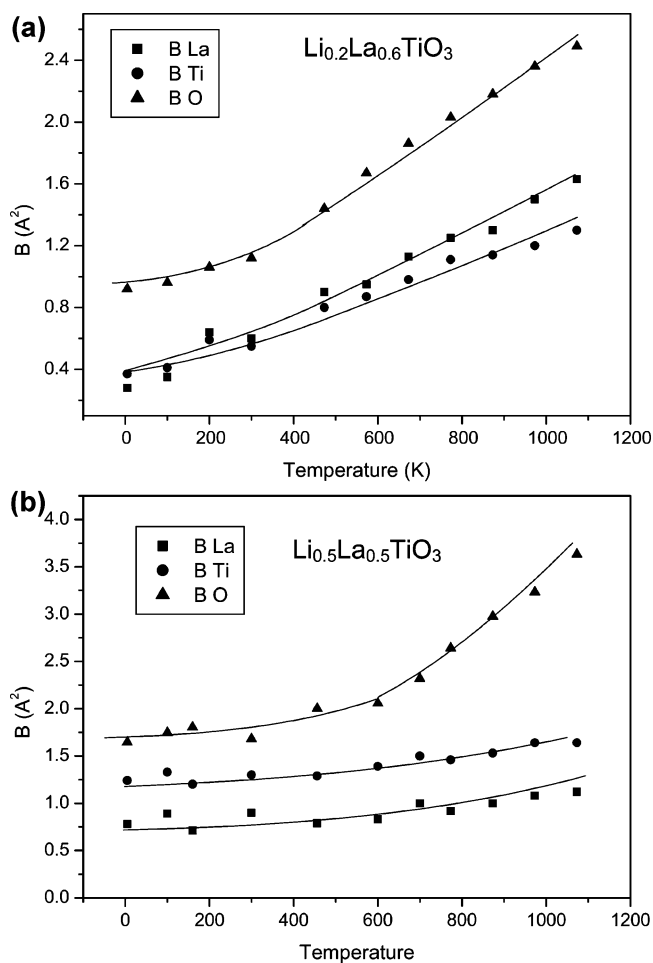 (a)
Li0.2La0.6TiO3
B La
B Ti
B O
2.4
2.0
1.6
1.2
0.8
0.4
B (A2)
0
200
400
600
800
1000
1200
Temperature (K)
(b)
Li0.5La0.5TiO3
B La
B Ti
B O
4.0
3.5
3.0
2.5
2.0
1.5
1.0
0.5
0.0
B (A2)
0
200
400
600
800
1000
1200
Temperature